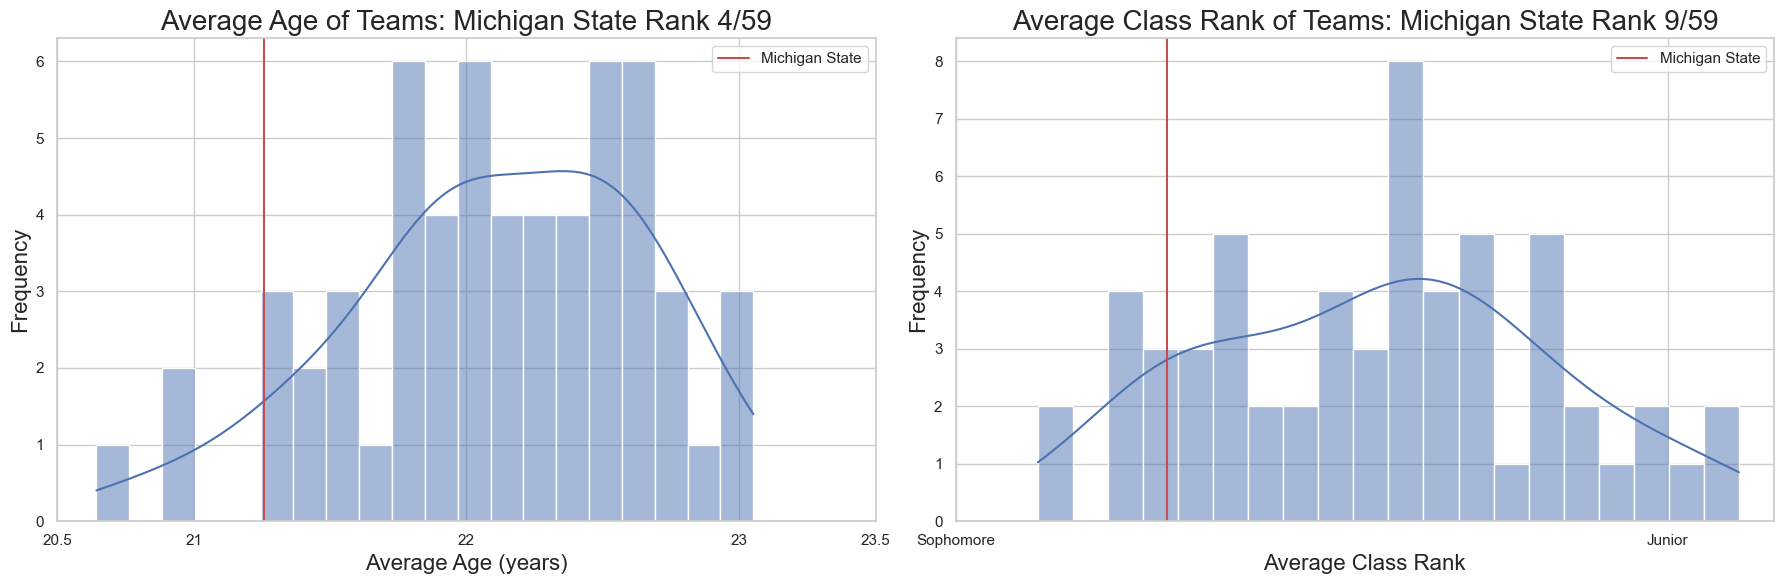 Average Age of Teams: Michigan State Rank 4/59
Michigan State
Frequency
6
5
4
3
2
1
0
20.5 21 22 23 23.5
Average Age (years)
Average Class Rank of Teams: Michigan State Rank 9/59
Michigan State
Frequency
8
7
6
5
4
3
2
1
0
Sophomore Junior
Average Class Rank